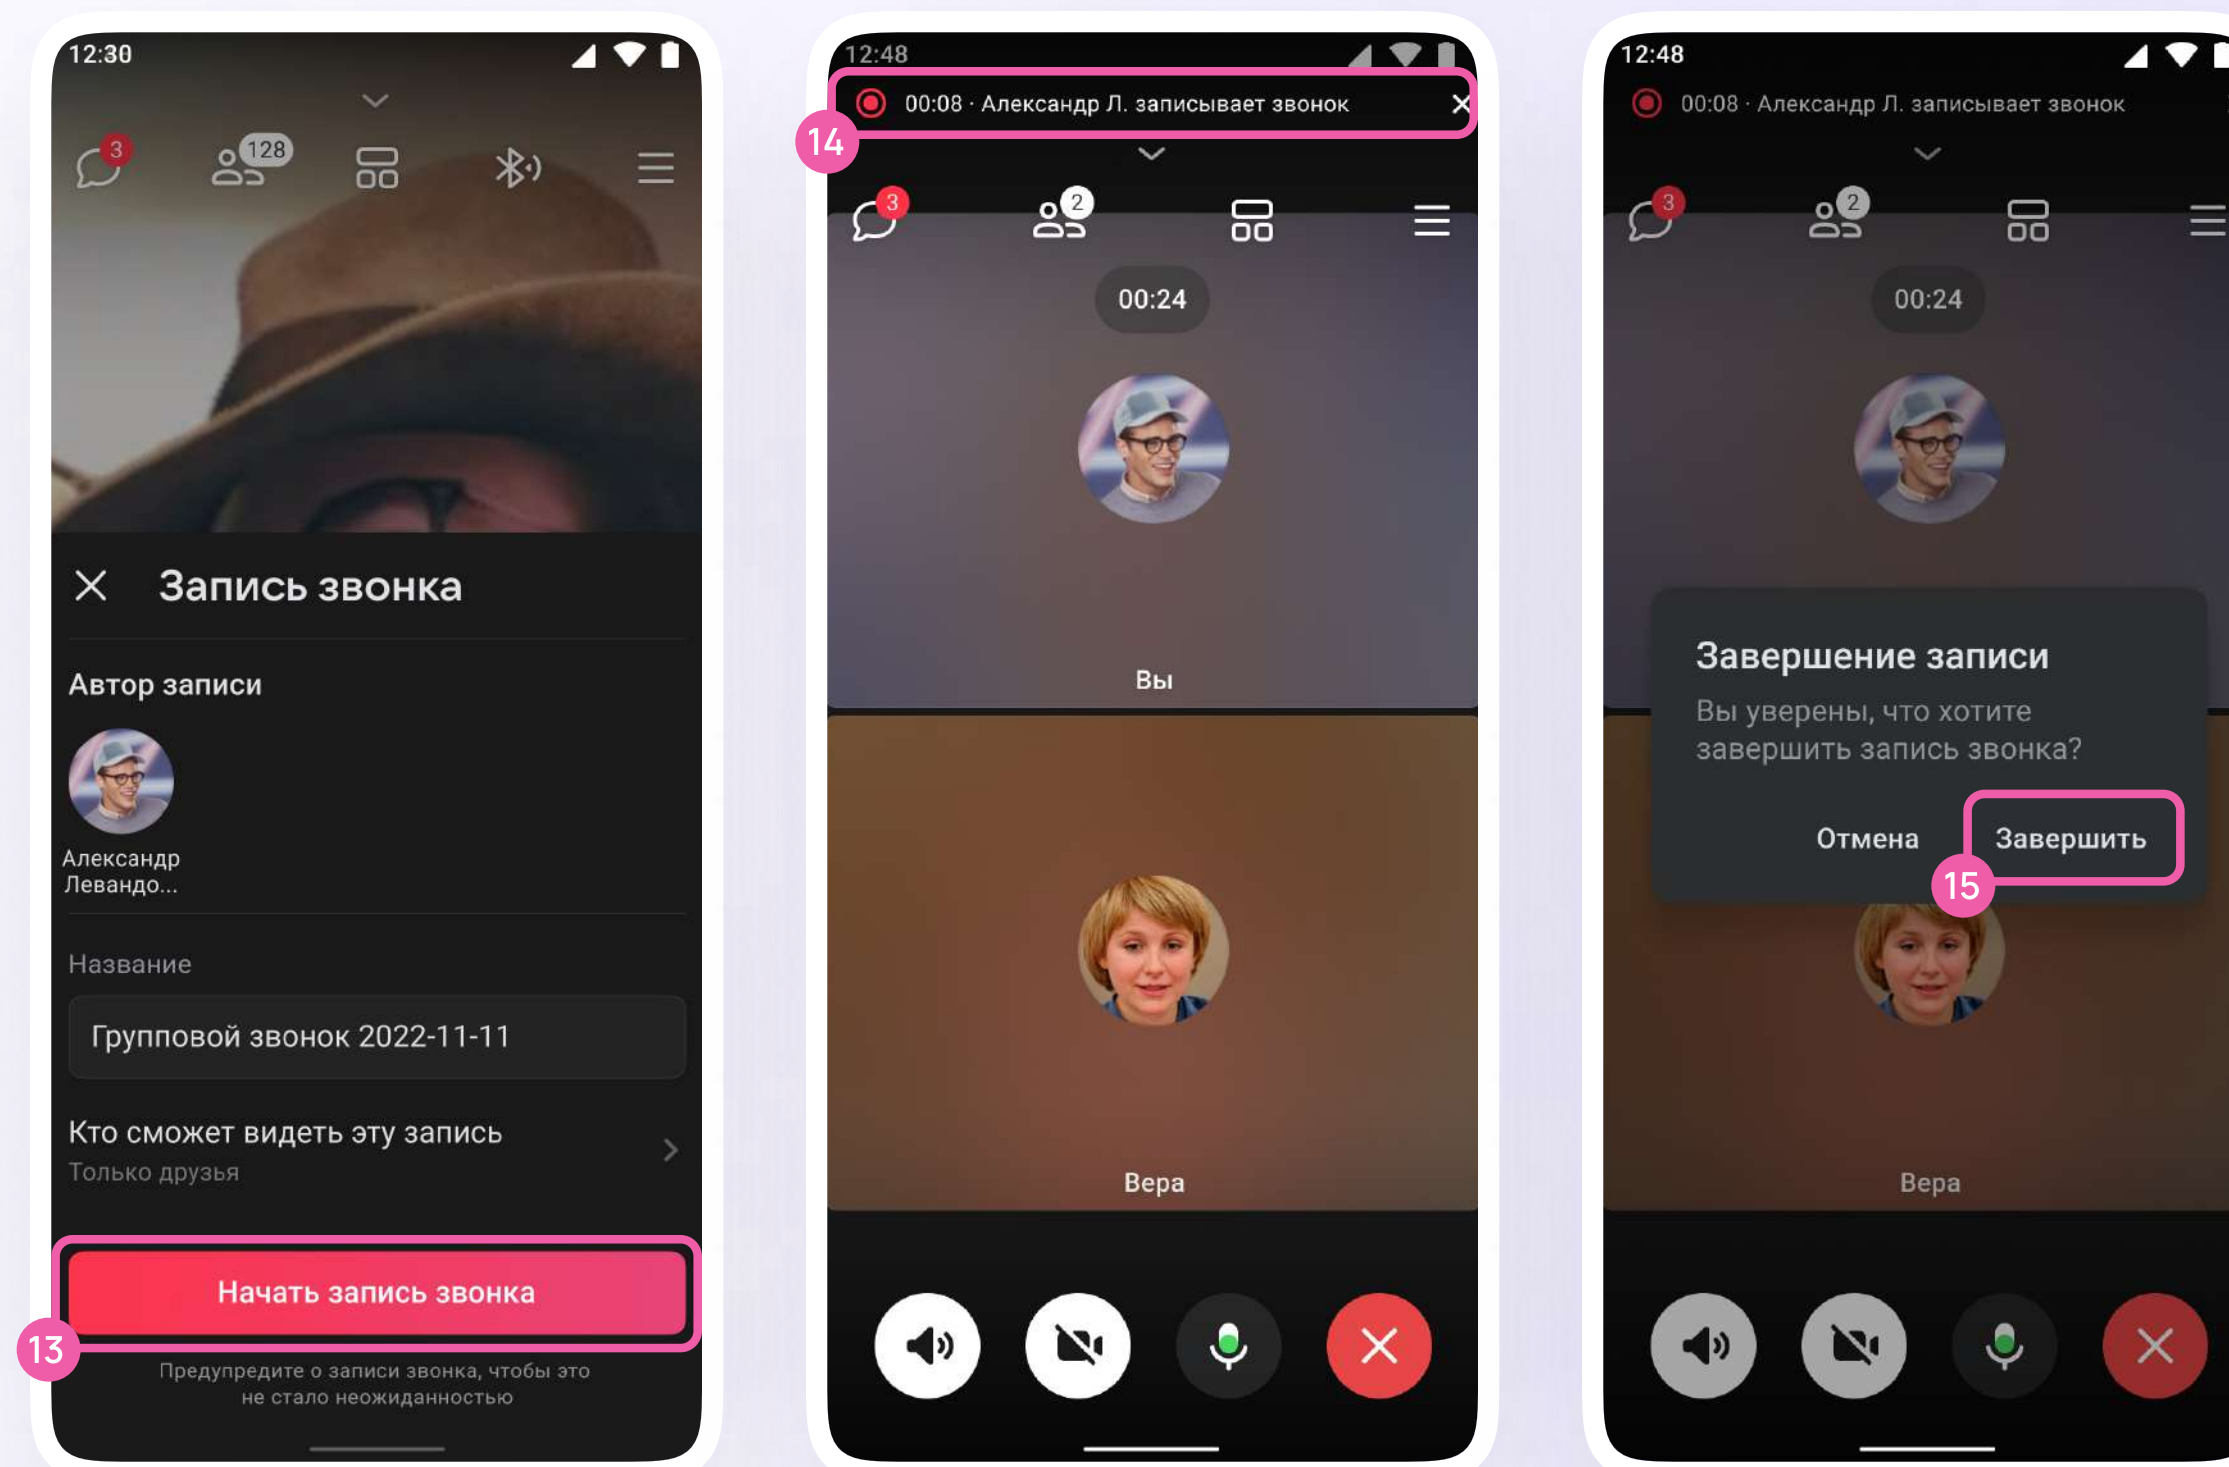 12:30
3
128
Запись звонка
Автор записи
Александр
Левандо...
Название
Групповой звонок 2022-11-11
Кто сможет видеть эту запись
Только друзья
Начать запись звонка
13
Предупредите о записи звонка, чтобы это
не стало неожиданностью
12:48
00:08 · Александр Л. записывает звонок
14
3
2
00:24
Вы
Вера
12:48
00:08 · Александр Л. записывает звонок
3
2
00:24
Завершение записи
Вы уверены, что хотите
завершить запись звонка?
Отмена
Завершить
15
Вера